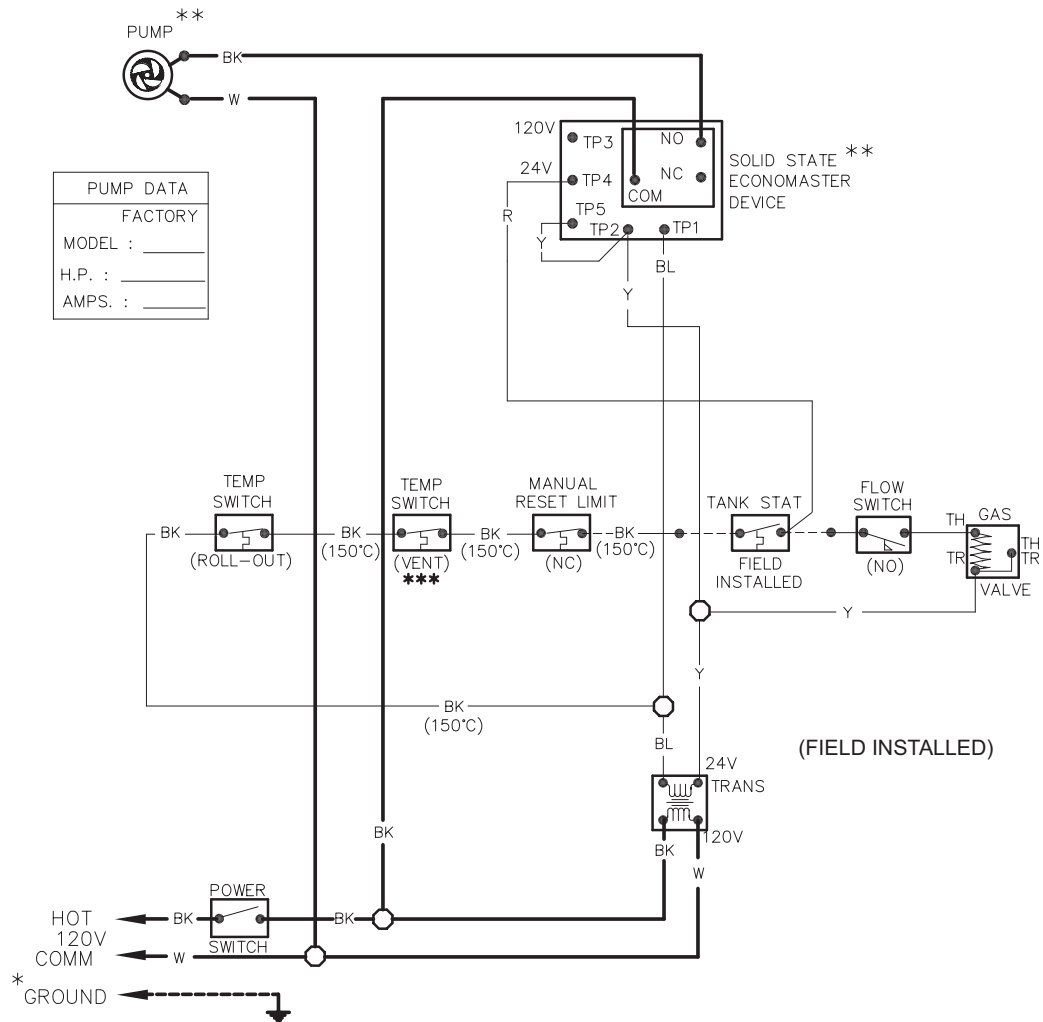 PUMP **
BK
W
120V
TP3
NO
24V
TP4
NC
COM
SOLID STATE **
ECONOMASTER
DEVICE
TP5
TP2
TP1
R
Y
BL
Y
PUMP DATA
FACTORY
MODEL : ______
H.P. : ______
AMPS. : ______
TEMP
SWITCH
BK
(ROLL-OUT)
BK
(150°C)
TEMP
SWITCH
(VENT)
***
BK
(150°C)
MANUAL
RESET LIMIT
(NC)
BK
(150°C)
TANK STAT
FIELD
INSTALLED
FLOW
SWITCH
(NO)
TH
GAS
TR
TH
TR
VALVE
Y
Y
BK
(150°C)
BL
24V
TRANS
120V
(FIELD INSTALLED)
BK
BK
W
POWER
SWITCH
HOT
BK
BK
120V
COMM
W
*
GROUND